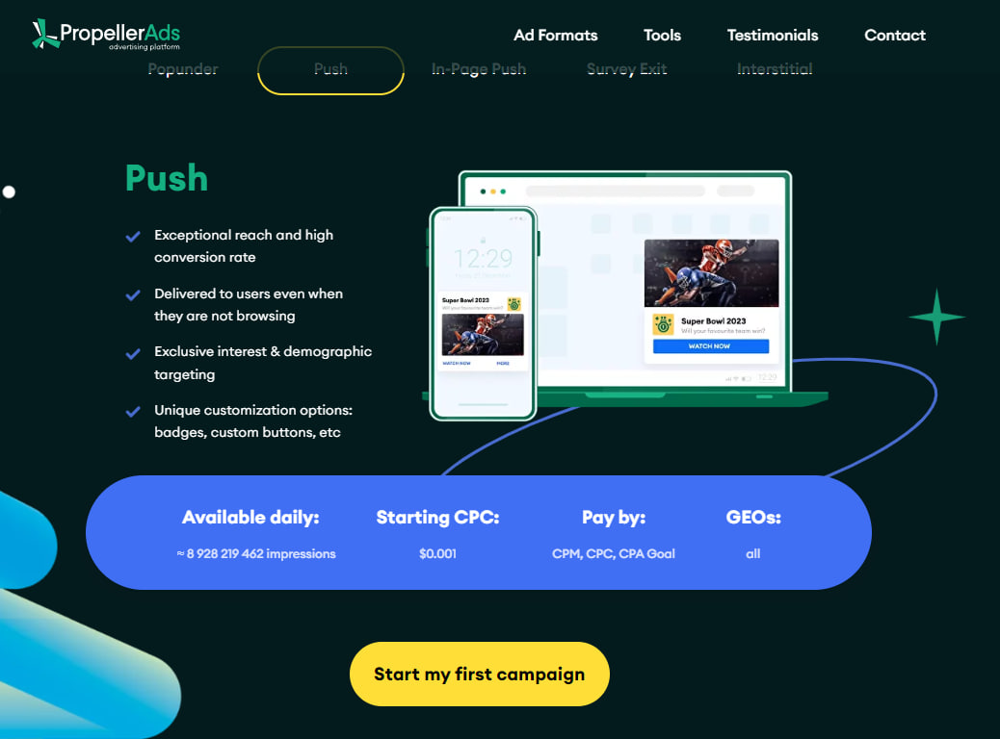 PropellerAds
advertising platform
Ad Formats Tools Testimonials Contact
Popunder Push In-Page Push Survey Exit Interstitial
Push
Exceptional reach and high
conversion rate
Delivered to users even when
they are not browsing
Exclusive interest & demographic
targeting
Unique customization options:
badges, custom buttons, etc
12:29
Super Bowl 2023
Will your favourite team win?
WATCH NOW MORE
Super Bowl 2023
Will your favourite team win?
WATCH NOW
12:29
Available daily: Starting CPC: Pay by: GEOs:
≈ 8 928 219 462 impressions $0.001 CPM, CPC, CPA Goal all
Start my first campaign